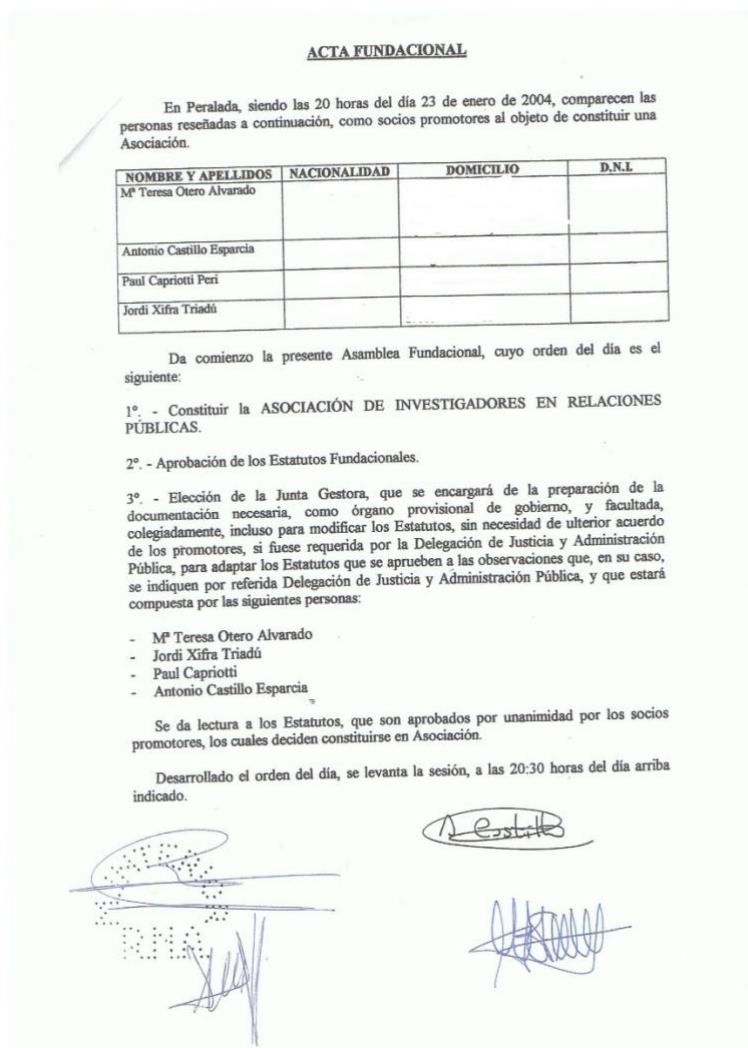 ACTA FUNDACIONAL
En Peralada, siendo las 20 horas del día 23 de enero de 2004, comparecen las
personas reseñadas a continuación, como socios promotores al objeto de constituir una
Asociación.
NOMBRE Y APELLIDOS NACIONALIDAD DOMICILIO D.N.I.
Mª Teresa Otero Alvarado
Antonio Castillo Esparcia
Paul Capriotti Peri
Jordi Xifra Triadú
Da comienzo la presente Asamblea Fundacional, cuyo orden del día es el
siguiente:
1º. - Constituir la ASOCIACIÓN DE INVESTIGADORES EN RELACIONES
PÚBLICAS.
2º. - Aprobación de los Estatutos Fundacionales.
3º. - Elección de la Junta Gestora, que se encargará de la preparación de la
documentación necesaria, como órgano provisional de gobierno, y facultada,
colegiadamente, incluso para modificar los Estatutos, sin necesidad de ulterior acuerdo
de los promotores, si fuese requerida por la Delegación de Justicia y Administración
Pública, para adaptar los Estatutos que se aprueben a las observaciones que, en su caso,
se indiquen por referida Delegación de Justicia y Administración Pública, y que estará
compuesta por las siguientes personas:
- Mª Teresa Otero Alvarado
- Jordi Xifra Triadú
- Paul Capriotti
- Antonio Castillo Esparcia
Se da lectura a los Estatutos, que son aprobados por unanimidad por los socios
promotores, los cuales deciden constituirse en Asociación.
Desarrollado el orden del día, se levanta la sesión, a las 20:30 horas del día arriba
indicado.
A Castillo